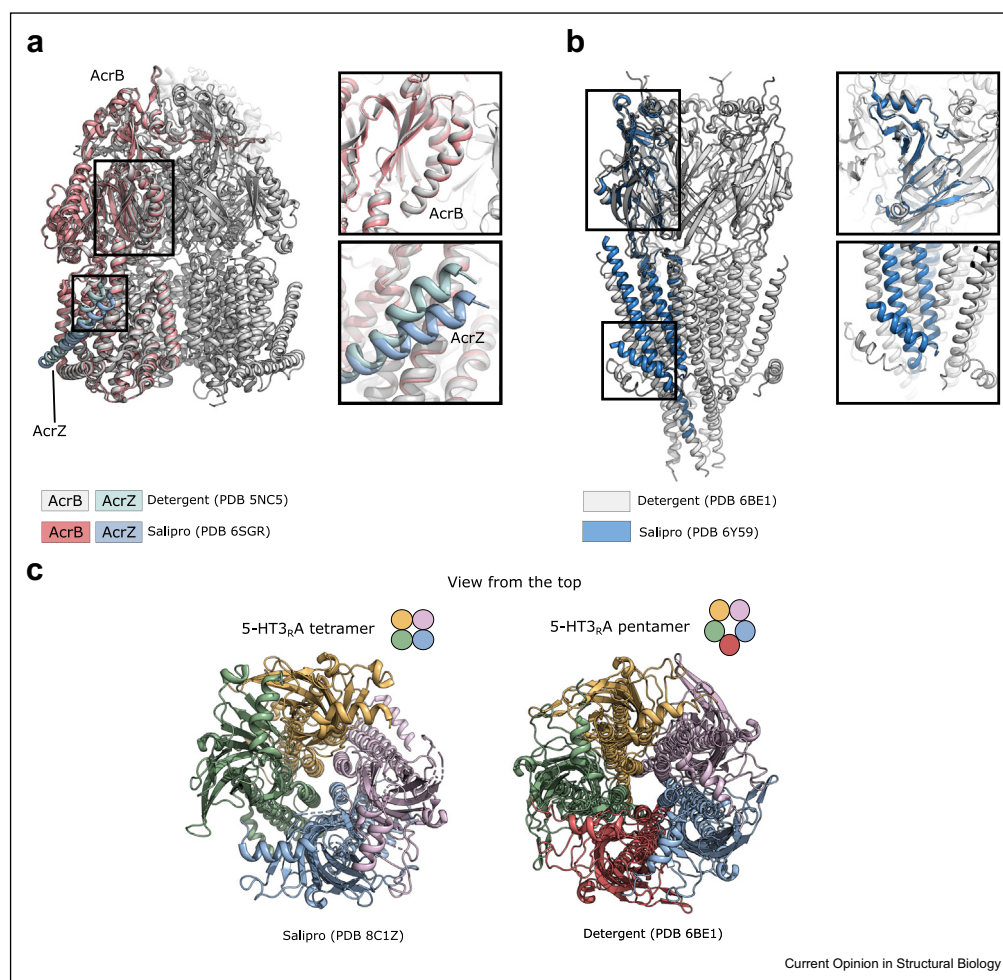 a
AcrB
AcrB
AcrZ
AcrZ
AcrB AcrZ Detergent (PDB 5NC5)
AcrB AcrZ Salipro (PDB 6SGR)
b
Detergent (PDB 6BE1)
Salipro (PDB 6Y59)
c
View from the top
5-HT3RA tetramer
5-HT3RA pentamer
Salipro (PDB 8C1Z)
Detergent (PDB 6BE1)
Current Opinion in Structural Biology